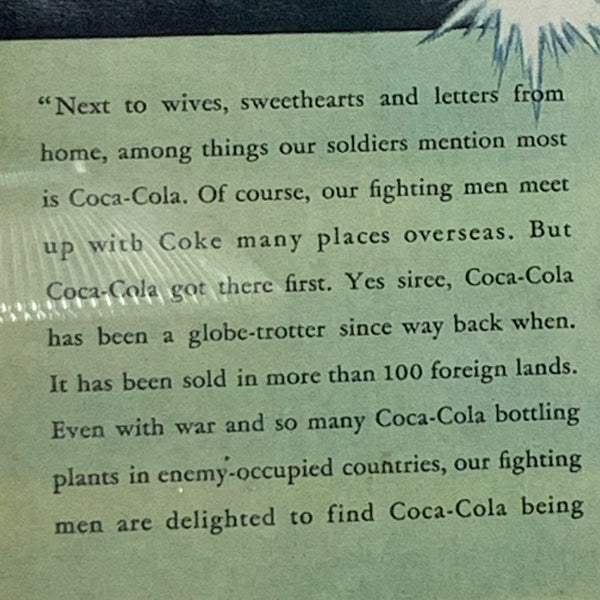 “Next to wives, sweethearts and letters from
home, among things our soldiers mention most
is Coca-Cola. Of course, our fighting men meet
up with Coke many places overseas. But
Coca-Cola got there first. Yes siree, Coca-Cola
has been a globe-trotter since way back when.
It has been sold in more than 100 foreign lands.
Even with war and so many Coca-Cola bottling
plants in enemy-occupied countries, our fighting
men are delighted to find Coca-Cola being